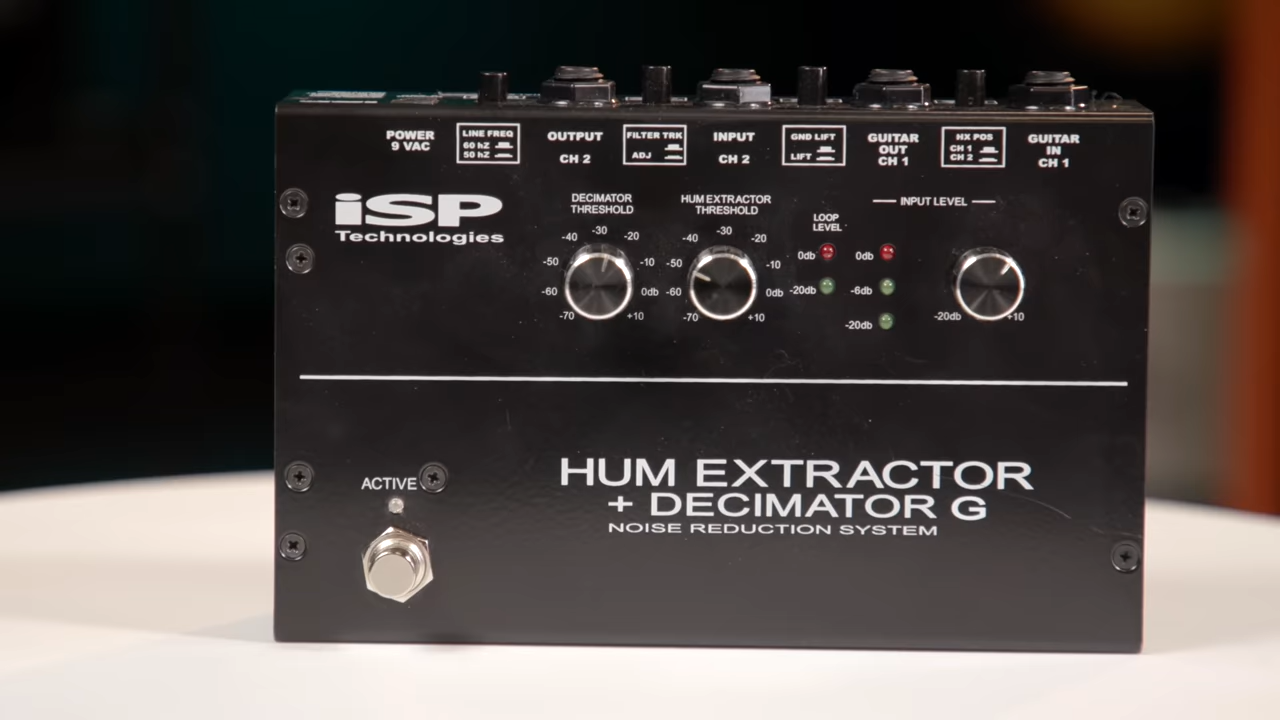 POWER
9 VAC
LINE FREQ
60 hZ
50 hZ
OUTPUT
CH 2
FILTER TRK
ADJ
INPUT
CH 2
GND LIFT
LIFT
GUITAR
OUT
CH 1
HX POS
CH 1
CH 2
GUITAR
IN
CH 1
iSP
Technologies
DECIMATOR
THRESHOLD
-70 -60 -50 -40 -30 -20 -10 0db +10
HUM EXTRACTOR
THRESHOLD
-70 -60 -50 -40 -30 -20 -10 0db +10
LOOP
LEVEL
0db
-20db
INPUT LEVEL
0db
-6db
-20db
-20db +10
ACTIVE
HUM EXTRACTOR
+ DECIMATOR G
NOISE REDUCTION SYSTEM